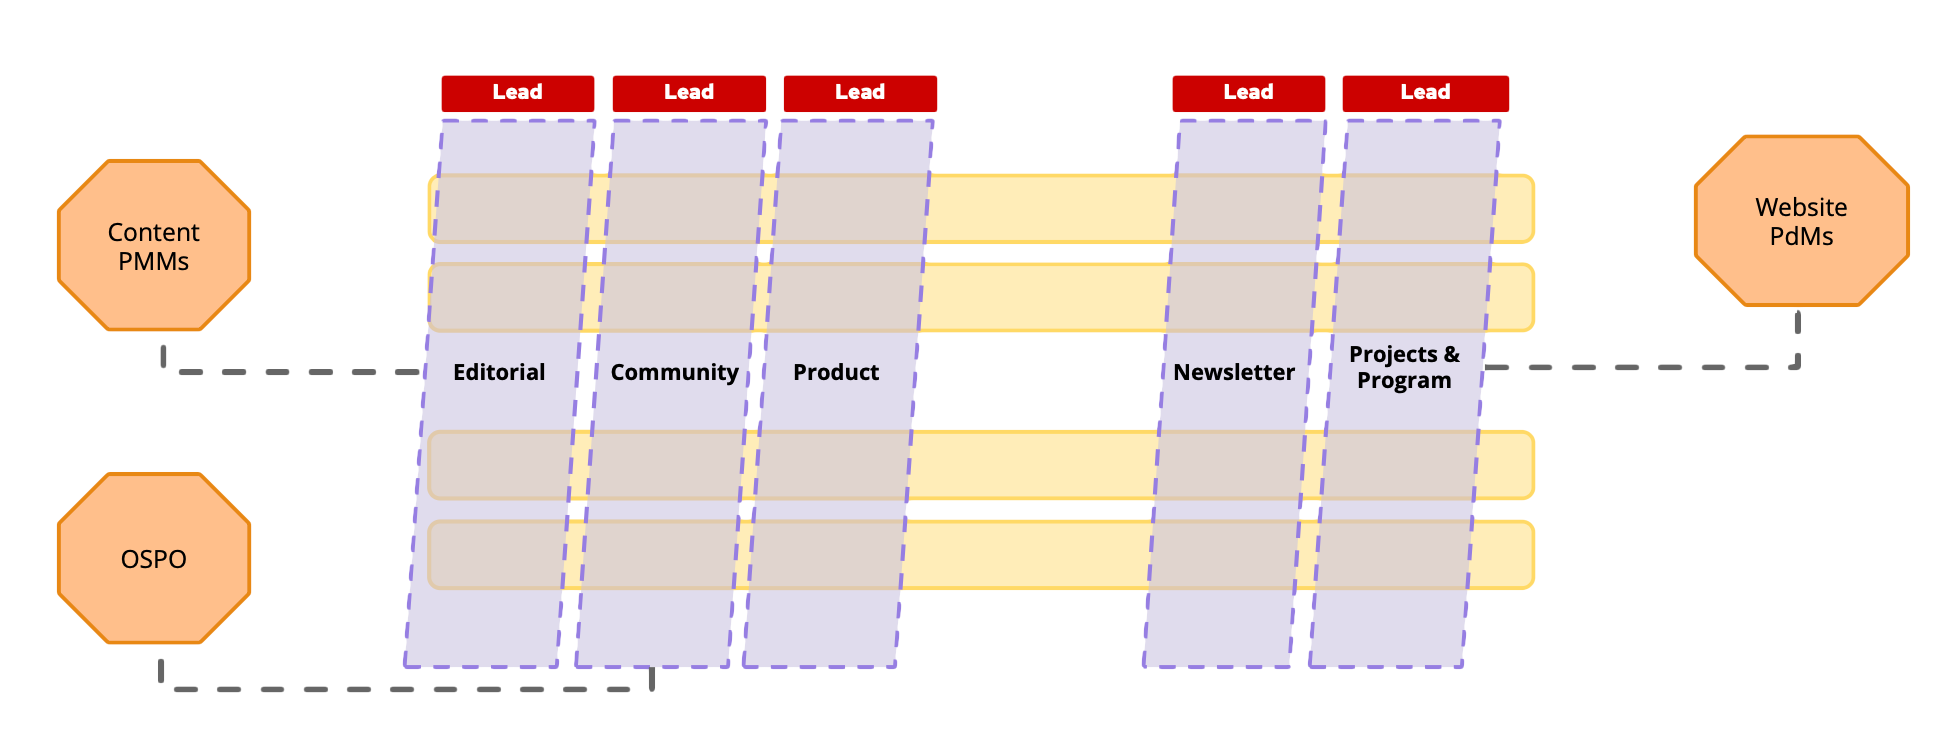 Lead
Lead
Lead
Lead
Lead
Content
PMMs
Website
PdMs
Editorial
Community
Product
Newsletter
Projects &
Program
OSPO